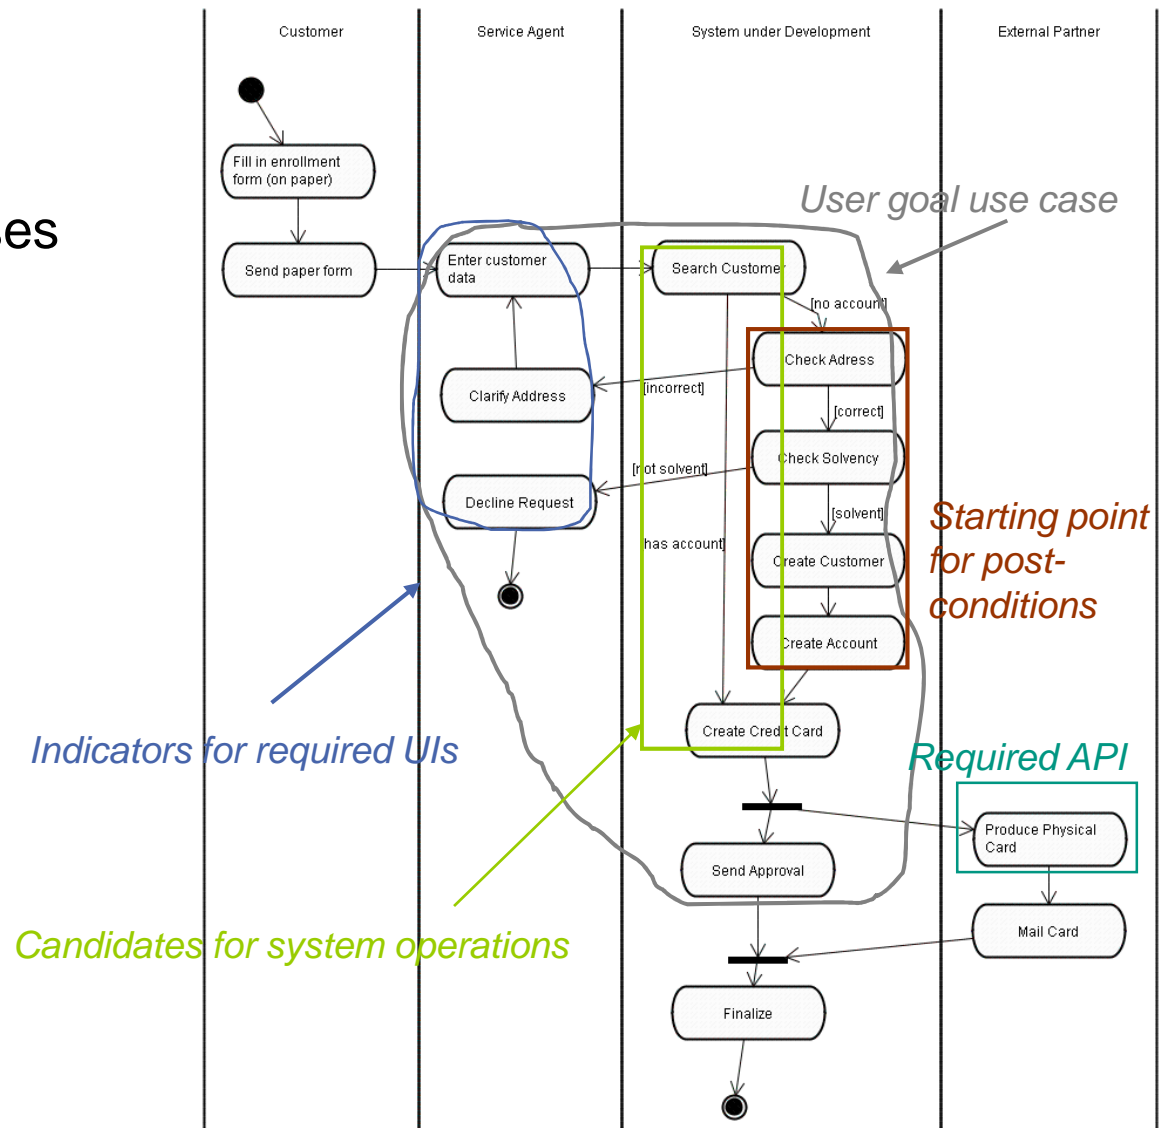 Customer
Service Agent
System under Development
External Partner
Fill in enrollment
form (on paper)
User goal use case
ses
Send paper form
Enter customer
data
Search Customer
[no account]
Check Adress
[incorrect]
Clarify Address
[correct]
Check Solvency
[not solvent]
Decline Request
[solvent]
Starting point
for post-
conditions
has account]
Create Customer
Create Account
Indicators for required UIs
Create Credit Card
Required API
Produce Physical
Card
Send Approval
Candidates for system operations
Mail Card
Finalize